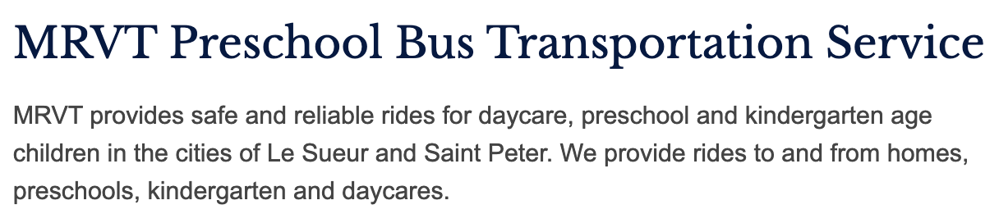 MRVT Preschool Bus Transportation Service
MRVT provides safe and reliable rides for daycare, preschool and kindergarten age
children in the cities of Le Sueur and Saint Peter. We provide rides to and from homes,
preschools, kindergarten and daycares.